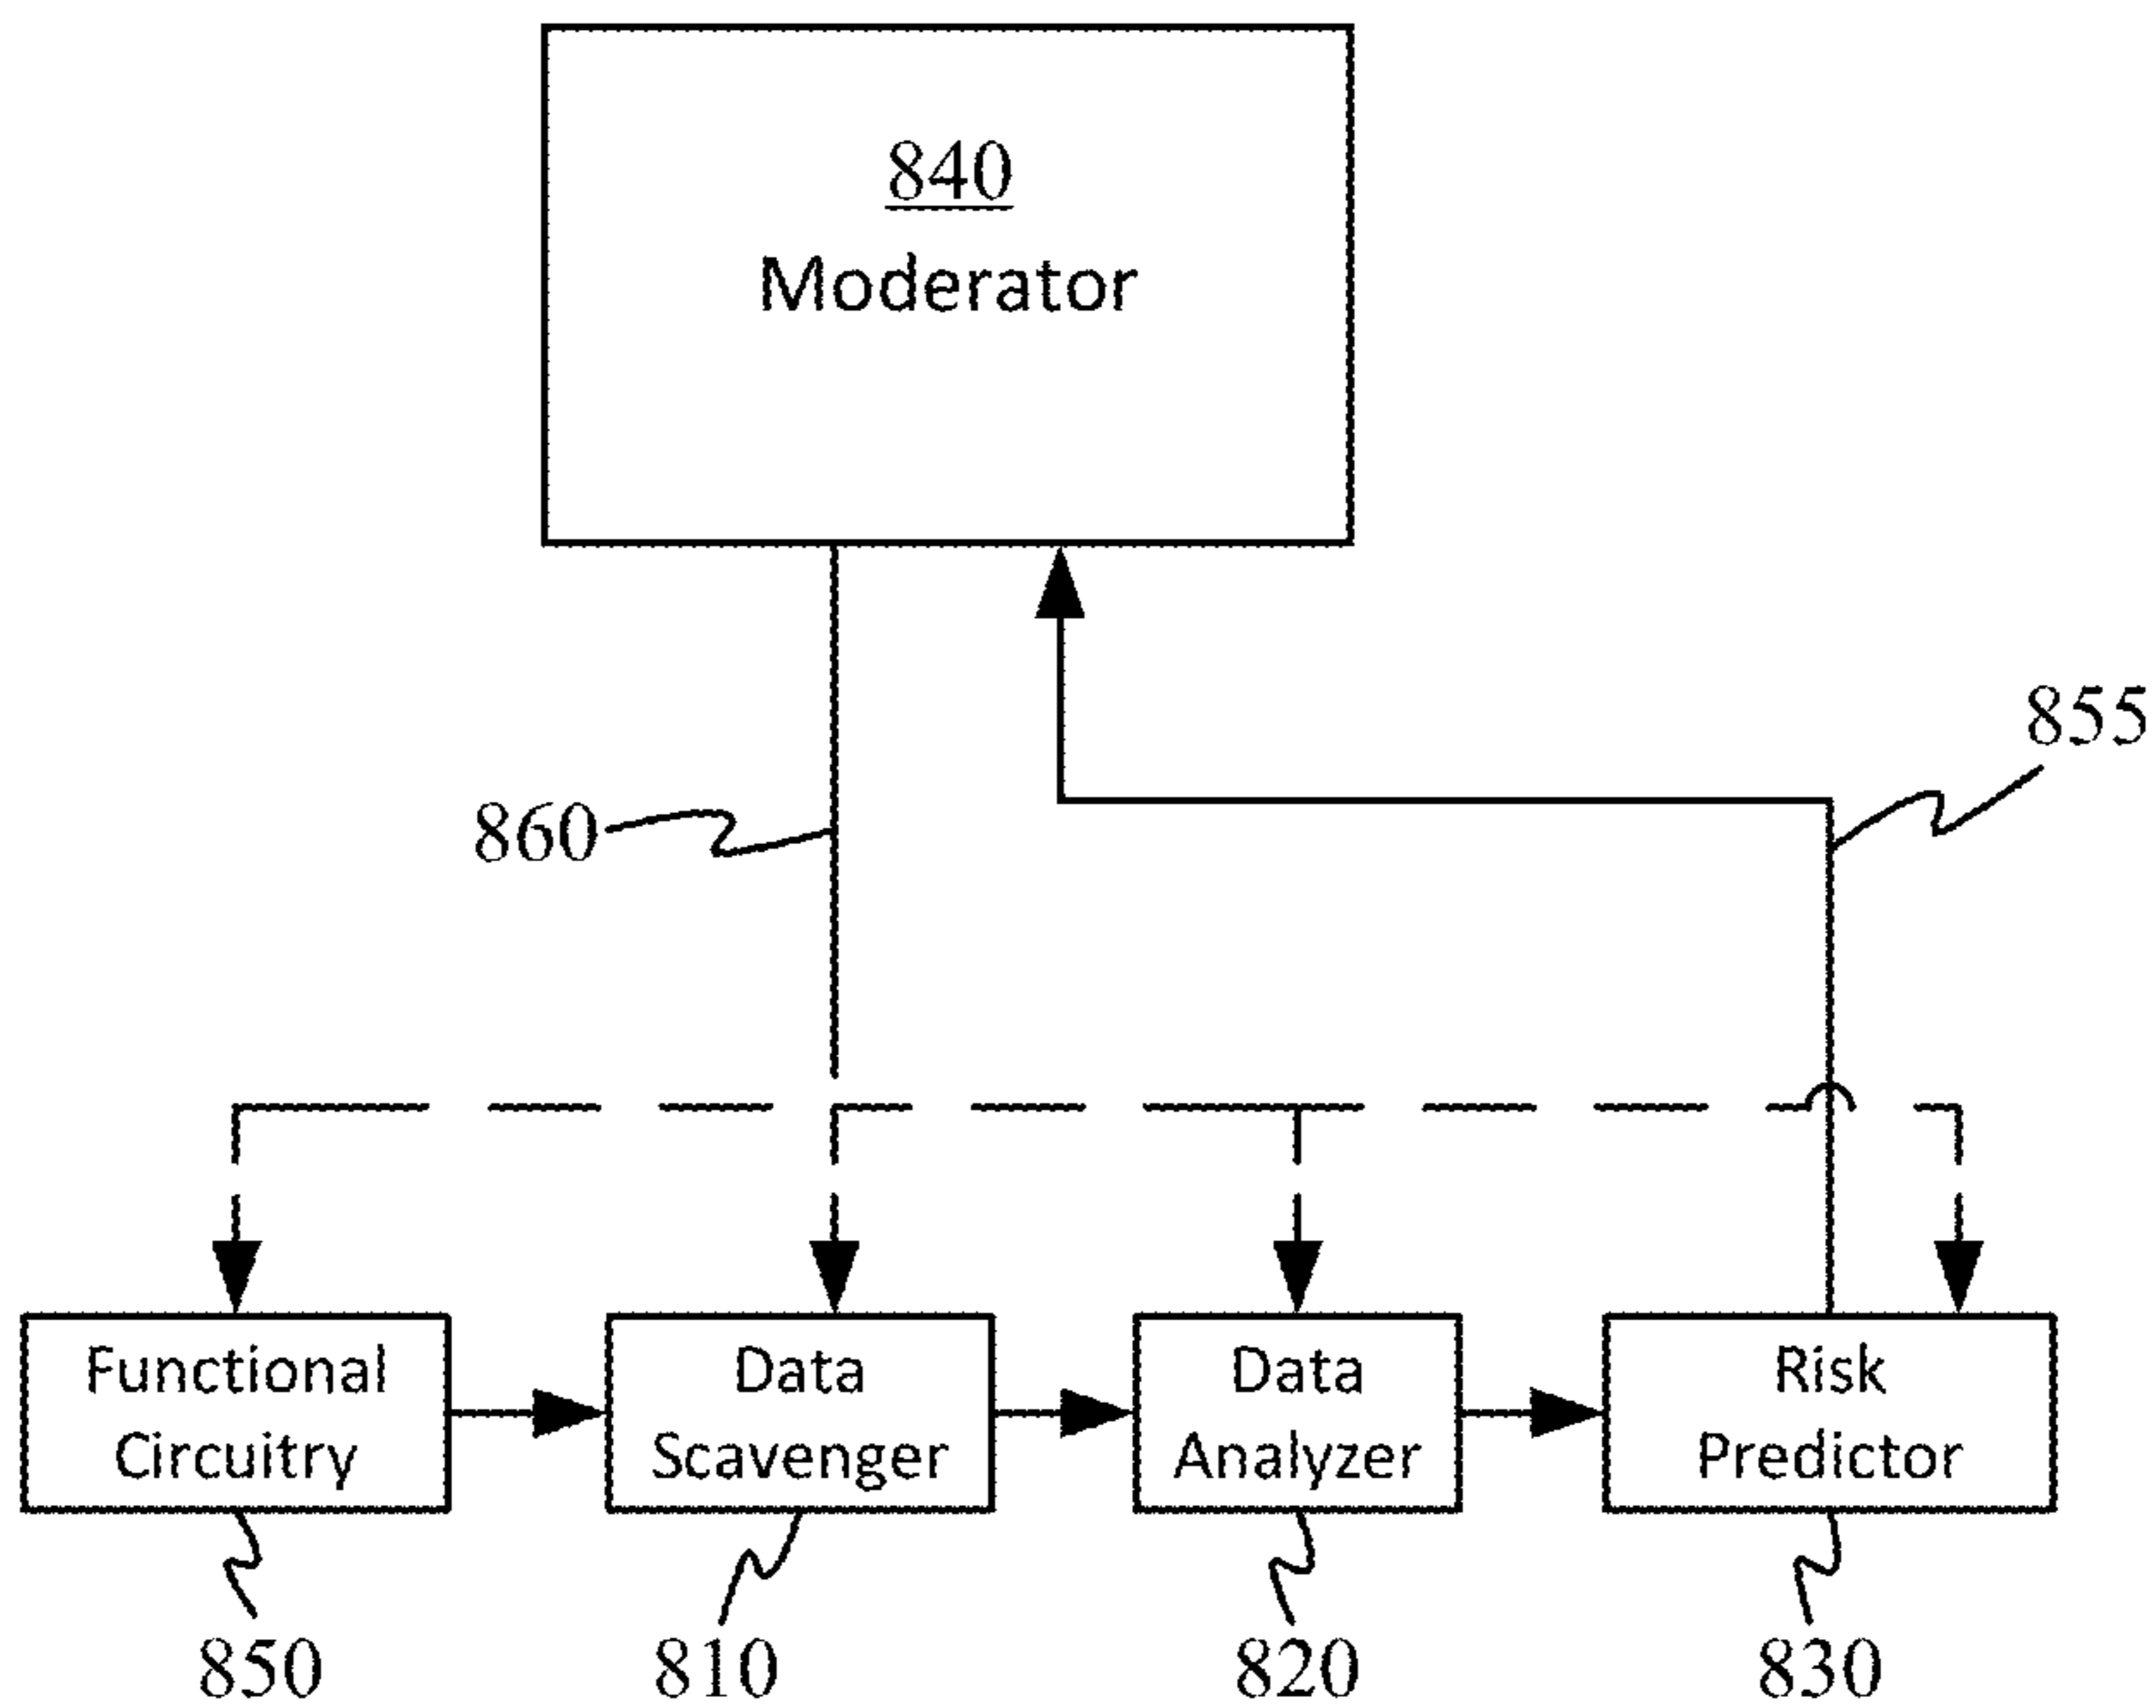 840
Moderator
855
860
Functional
Circuitry
Data
Scavenger
Data
Analyzer
Risk
Predictor
850
810
820
830